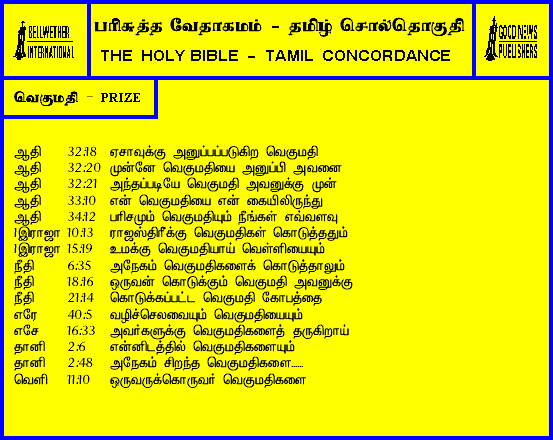 BELLWETHER
INTERNATIONAL
பரிசுத்த வேதாகமம் - தமிழ் சொல்தொகுதி
THE HOLY BIBLE - TAMIL CONCORDANCE
GOOD NEWS
PUBLISHERS
வெகுமதி - PRIZE
ஆதி 32:18 ஏசாவுக்கு அனுப்பப்படுகிற வெகுமதி
ஆதி 32:20 முன்னே வெகுமதியை அனுப்பி அவனை
ஆதி 32:21 அந்தப்படியே வெகுமதி அவனுக்கு முன்
ஆதி 33:10 என் வெகுமதியை என் கையிலிருந்து
ஆதி 34:12 பரிசமும் வெகுமதியும் நீங்கள் எவ்வளவு
1இராஜா 10:13 ராஜஸ்திரீக்கு வெகுமதிகள் கொடுத்ததும்
1இராஜா 15:19 உமக்கு வெகுமதியாய் வெள்ளியையும்
நீதி 6:35 அநேகம் வெகுமதிகளைக் கொடுத்தாலும்
நீதி 18:16 ஒருவன் கொடுக்கும் வெகுமதி அவனுக்கு
நீதி 21:14 கொடுக்கப்பட்ட வெகுமதி கோபத்தை
எரே 40:5 வழிச்செலவையும் வெகுமதியையும்
எசே 16:33 அவர்களுக்கு வெகுமதிகளைத் தருகிறாய்
தானி 2:6 என்னிடத்தில் வெகுமதிகளையும்
தானி 2:48 அநேகம் சிறந்த வெகுமதிகளை......
வெளி 11:10 ஒருவருக்கொருவர் வெகுமதிகளை